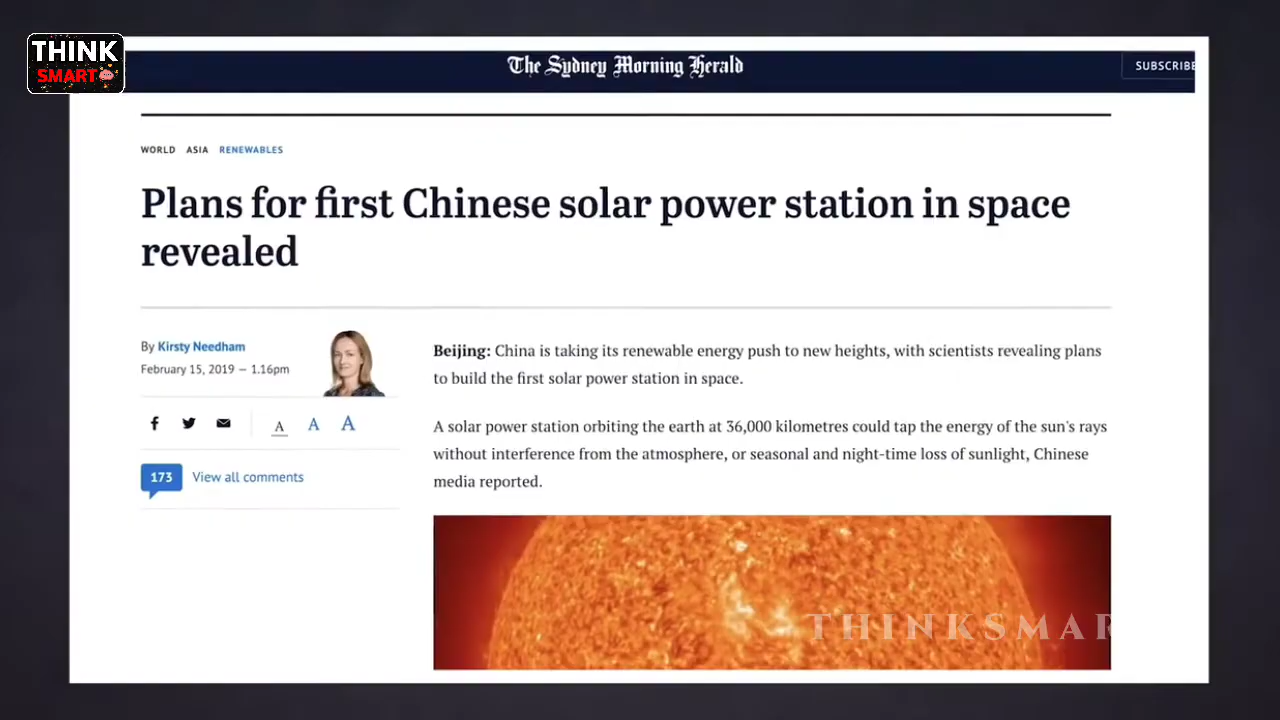 THINK
SMART
The Sydney Morning Herald
SUBSCRIBE
WORLD ASIA RENEWABLES
Plans for first Chinese solar power station in space
revealed
By Kirsty Needham
February 15, 2019 — 1.16pm
A A A
173 View all comments
Beijing: China is taking its renewable energy push to new heights, with scientists revealing plans
to build the first solar power station in space.
A solar power station orbiting the earth at 36,000 kilometres could tap the energy of the sun's rays
without interference from the atmosphere, or seasonal and night-time loss of sunlight, Chinese
media reported.
THINKSMAR